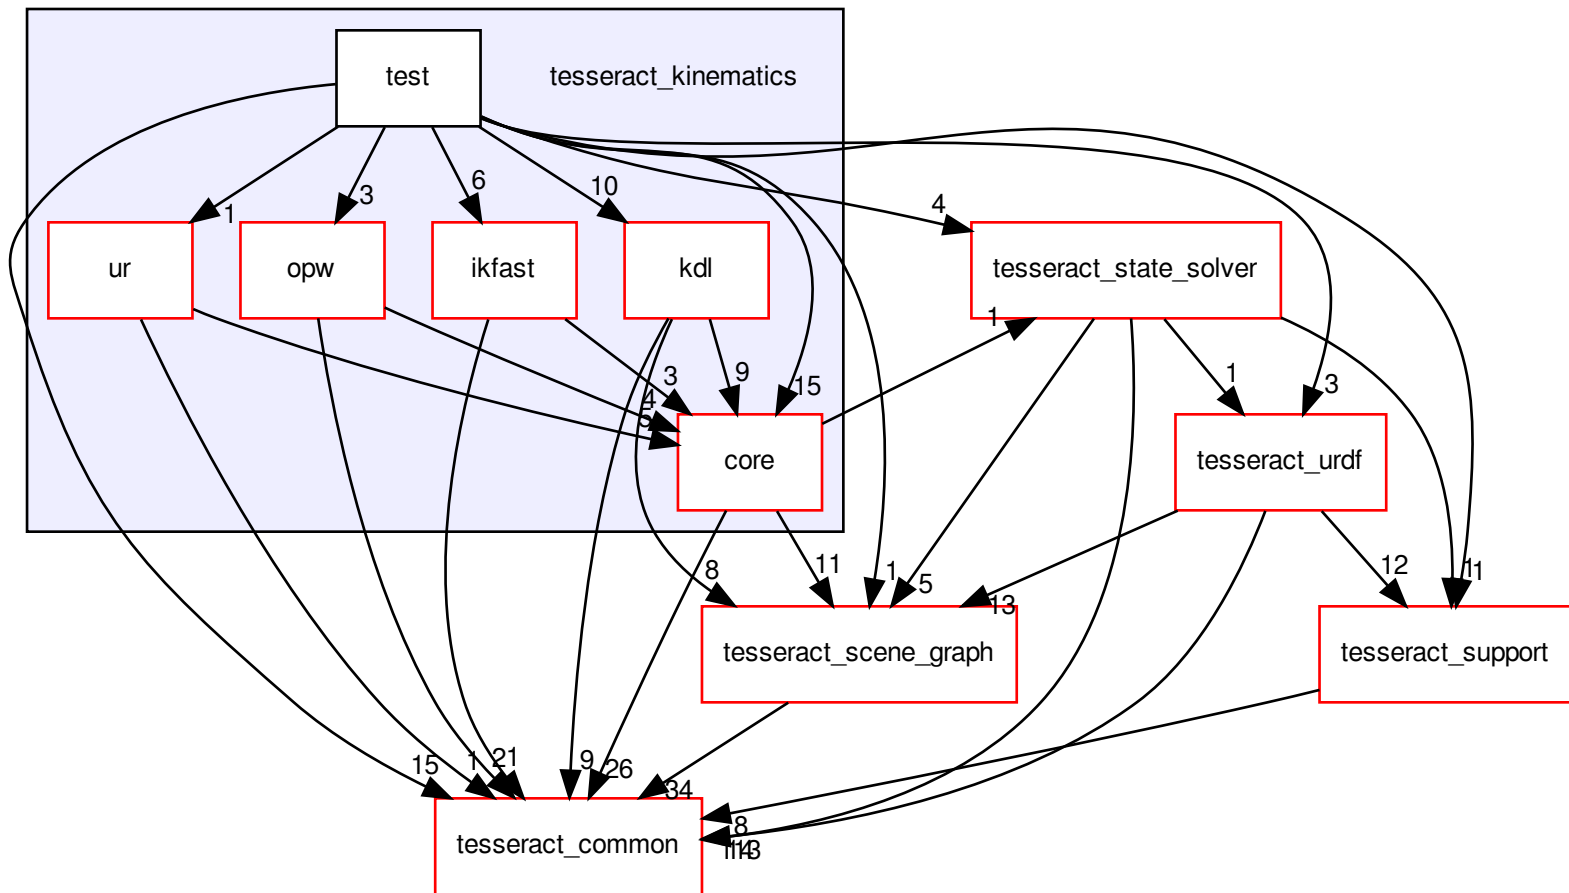 test
tesseract_kinematics
1
3
6
10
4
ur
opw
ikfast
kdl
tesseract_state_solver
1
3
9
15
1
3
4
5
core
tesseract_urdf
8
11
1
5
13
12
1
1
tesseract_scene_graph
tesseract_support
15
1
21
9
26
34
8
tesseract_common